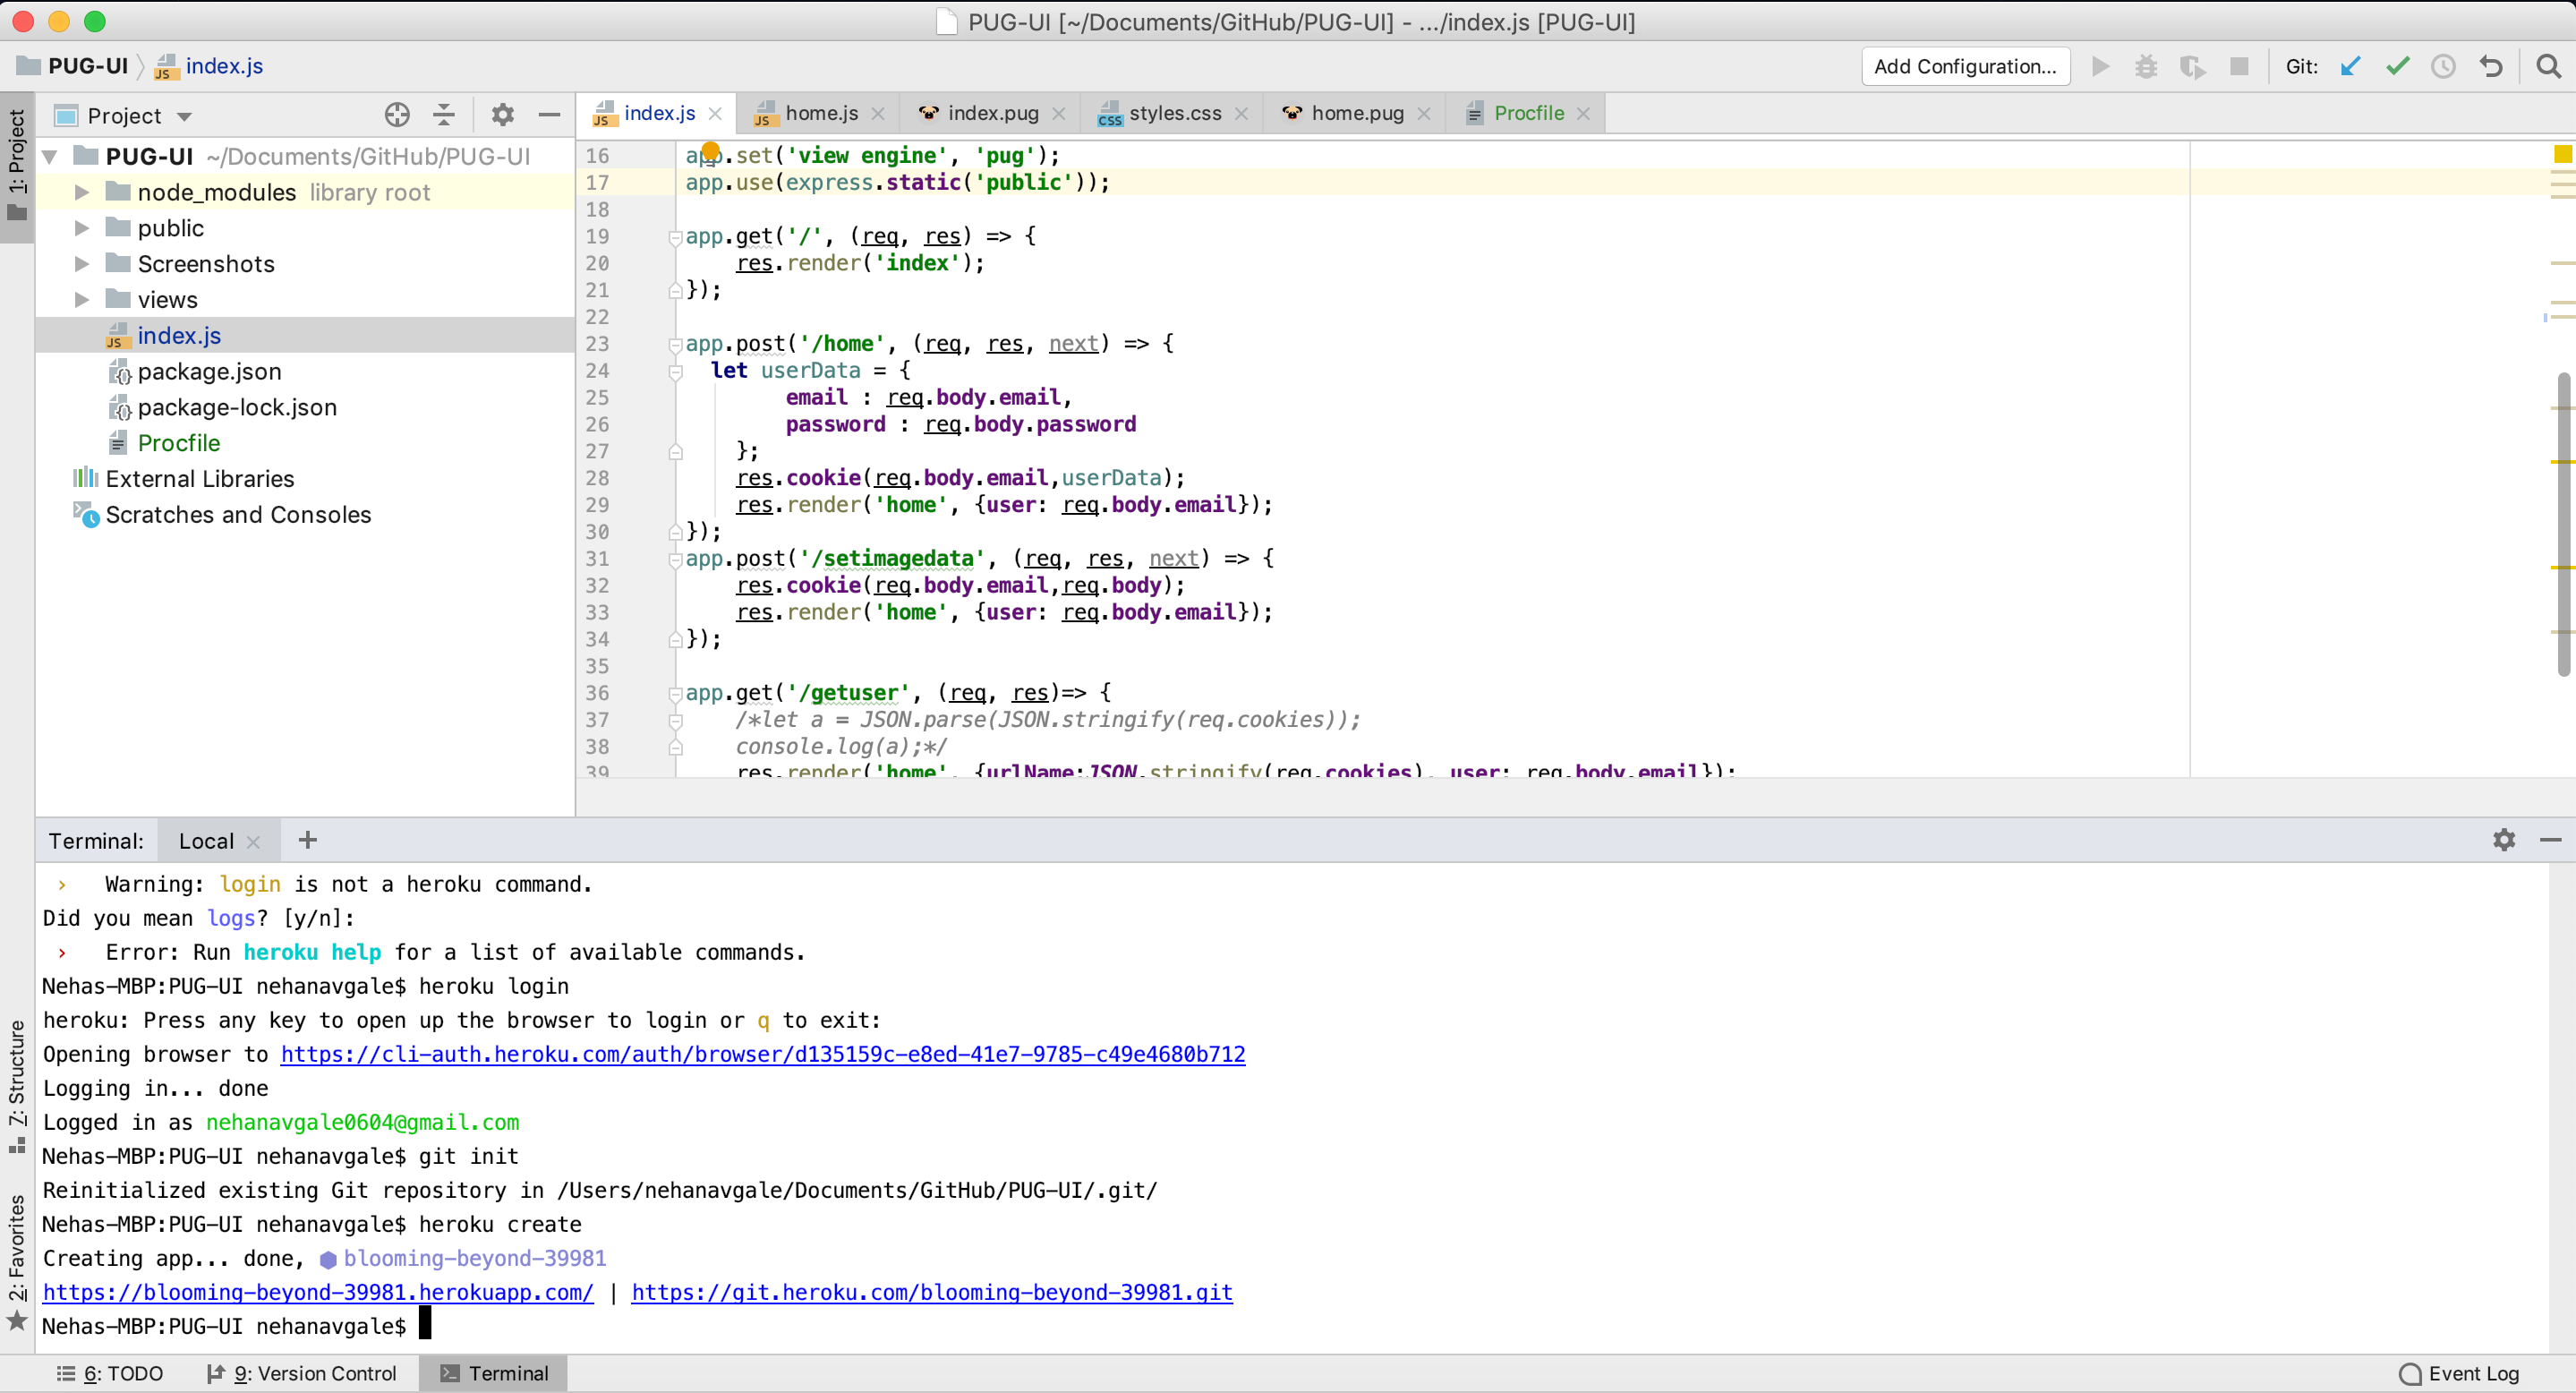 PUG-UI [~/Documents/GitHub/PUG-UI] - .../index.js [PUG-UI]
PUG-UI index.js
Add Configuration...
Git:
1: Project
Project
index.js
home.js
index.pug
styles.css
home.pug
Procfile
PUG-UI ~/Documents/GitHub/PUG-UI
node_modules library root
public
Screenshots
views
index.js
package.json
package-lock.json
Procfile
External Libraries
Scratches and Consoles
16 app.set('view engine', 'pug');
17 app.use(express.static('public'));
18
19 app.get('/', (req, res) => {
20 res.render('index');
21 });
22
23 app.post('/home', (req, res, next) => {
24 let userData = {
25 email : req.body.email,
26 password : req.body.password
27 };
28 res.cookie(req.body.email,userData);
29 res.render('home', {user: req.body.email});
30 });
31 app.post('/setimagedata', (req, res, next) => {
32 res.cookie(req.body.email,req.body);
33 res.render('home', {user: req.body.email});
34 });
35
36 app.get('/getuser', (req, res)=> {
37 /*let a = JSON.parse(JSON.stringify(req.cookies));
38 console.log(a);*/
39 res.render('home', {urlName:JSON.stringify(req.cookies), user: req.body.email});
Terminal: Local
› Warning: login is not a heroku command.
Did you mean logs? [y/n]:
› Error: Run heroku help for a list of available commands.
Nehas-MBP:PUG-UI nehanavgale$ heroku login
heroku: Press any key to open up the browser to login or q to exit:
Opening browser to https://cli-auth.heroku.com/auth/browser/d135159c-e8ed-41e7-9785-c49e4680b712
Logging in... done
Logged in as nehanavgale0604@gmail.com
Nehas-MBP:PUG-UI nehanavgale$ git init
Reinitialized existing Git repository in /Users/nehanavgale/Documents/GitHub/PUG-UI/.git/
Nehas-MBP:PUG-UI nehanavgale$ heroku create
Creating app... done, ⬢ blooming-beyond-39981
https://blooming-beyond-39981.herokuapp.com/ | https://git.heroku.com/blooming-beyond-39981.git
Nehas-MBP:PUG-UI nehanavgale$
7: Structure
2: Favorites
6: TODO
9: Version Control
Terminal
Event Log